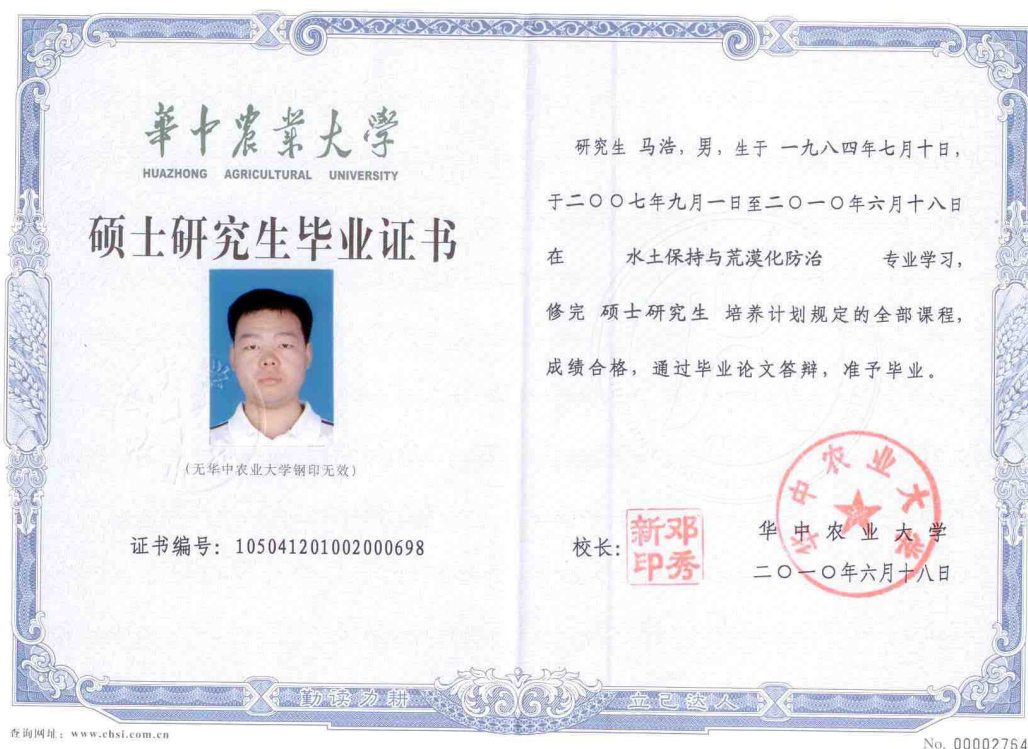 華中農業大學
HUAZHONG AGRICULTURAL UNIVERSITY
硕士研究生毕业证书
(无华中农业大学钢印无效)
证书编号：105041201002000698
研究生 马浩，男，生于 一九八四年七月十日，
于二〇〇七年九月一日至二〇一〇年六月十八日
在 水土保持与荒漠化防治 专业学习，
修完 硕士研究生 培养计划规定的全部课程，
成绩合格，通过毕业论文答辩，准予毕业。
华中农业大学
校长：
邓秀新印
华中农业大学
二〇一〇年六月十八日
勤读力耕
立己达人
查询网址：www.chsi.com.cn
No. 00002764